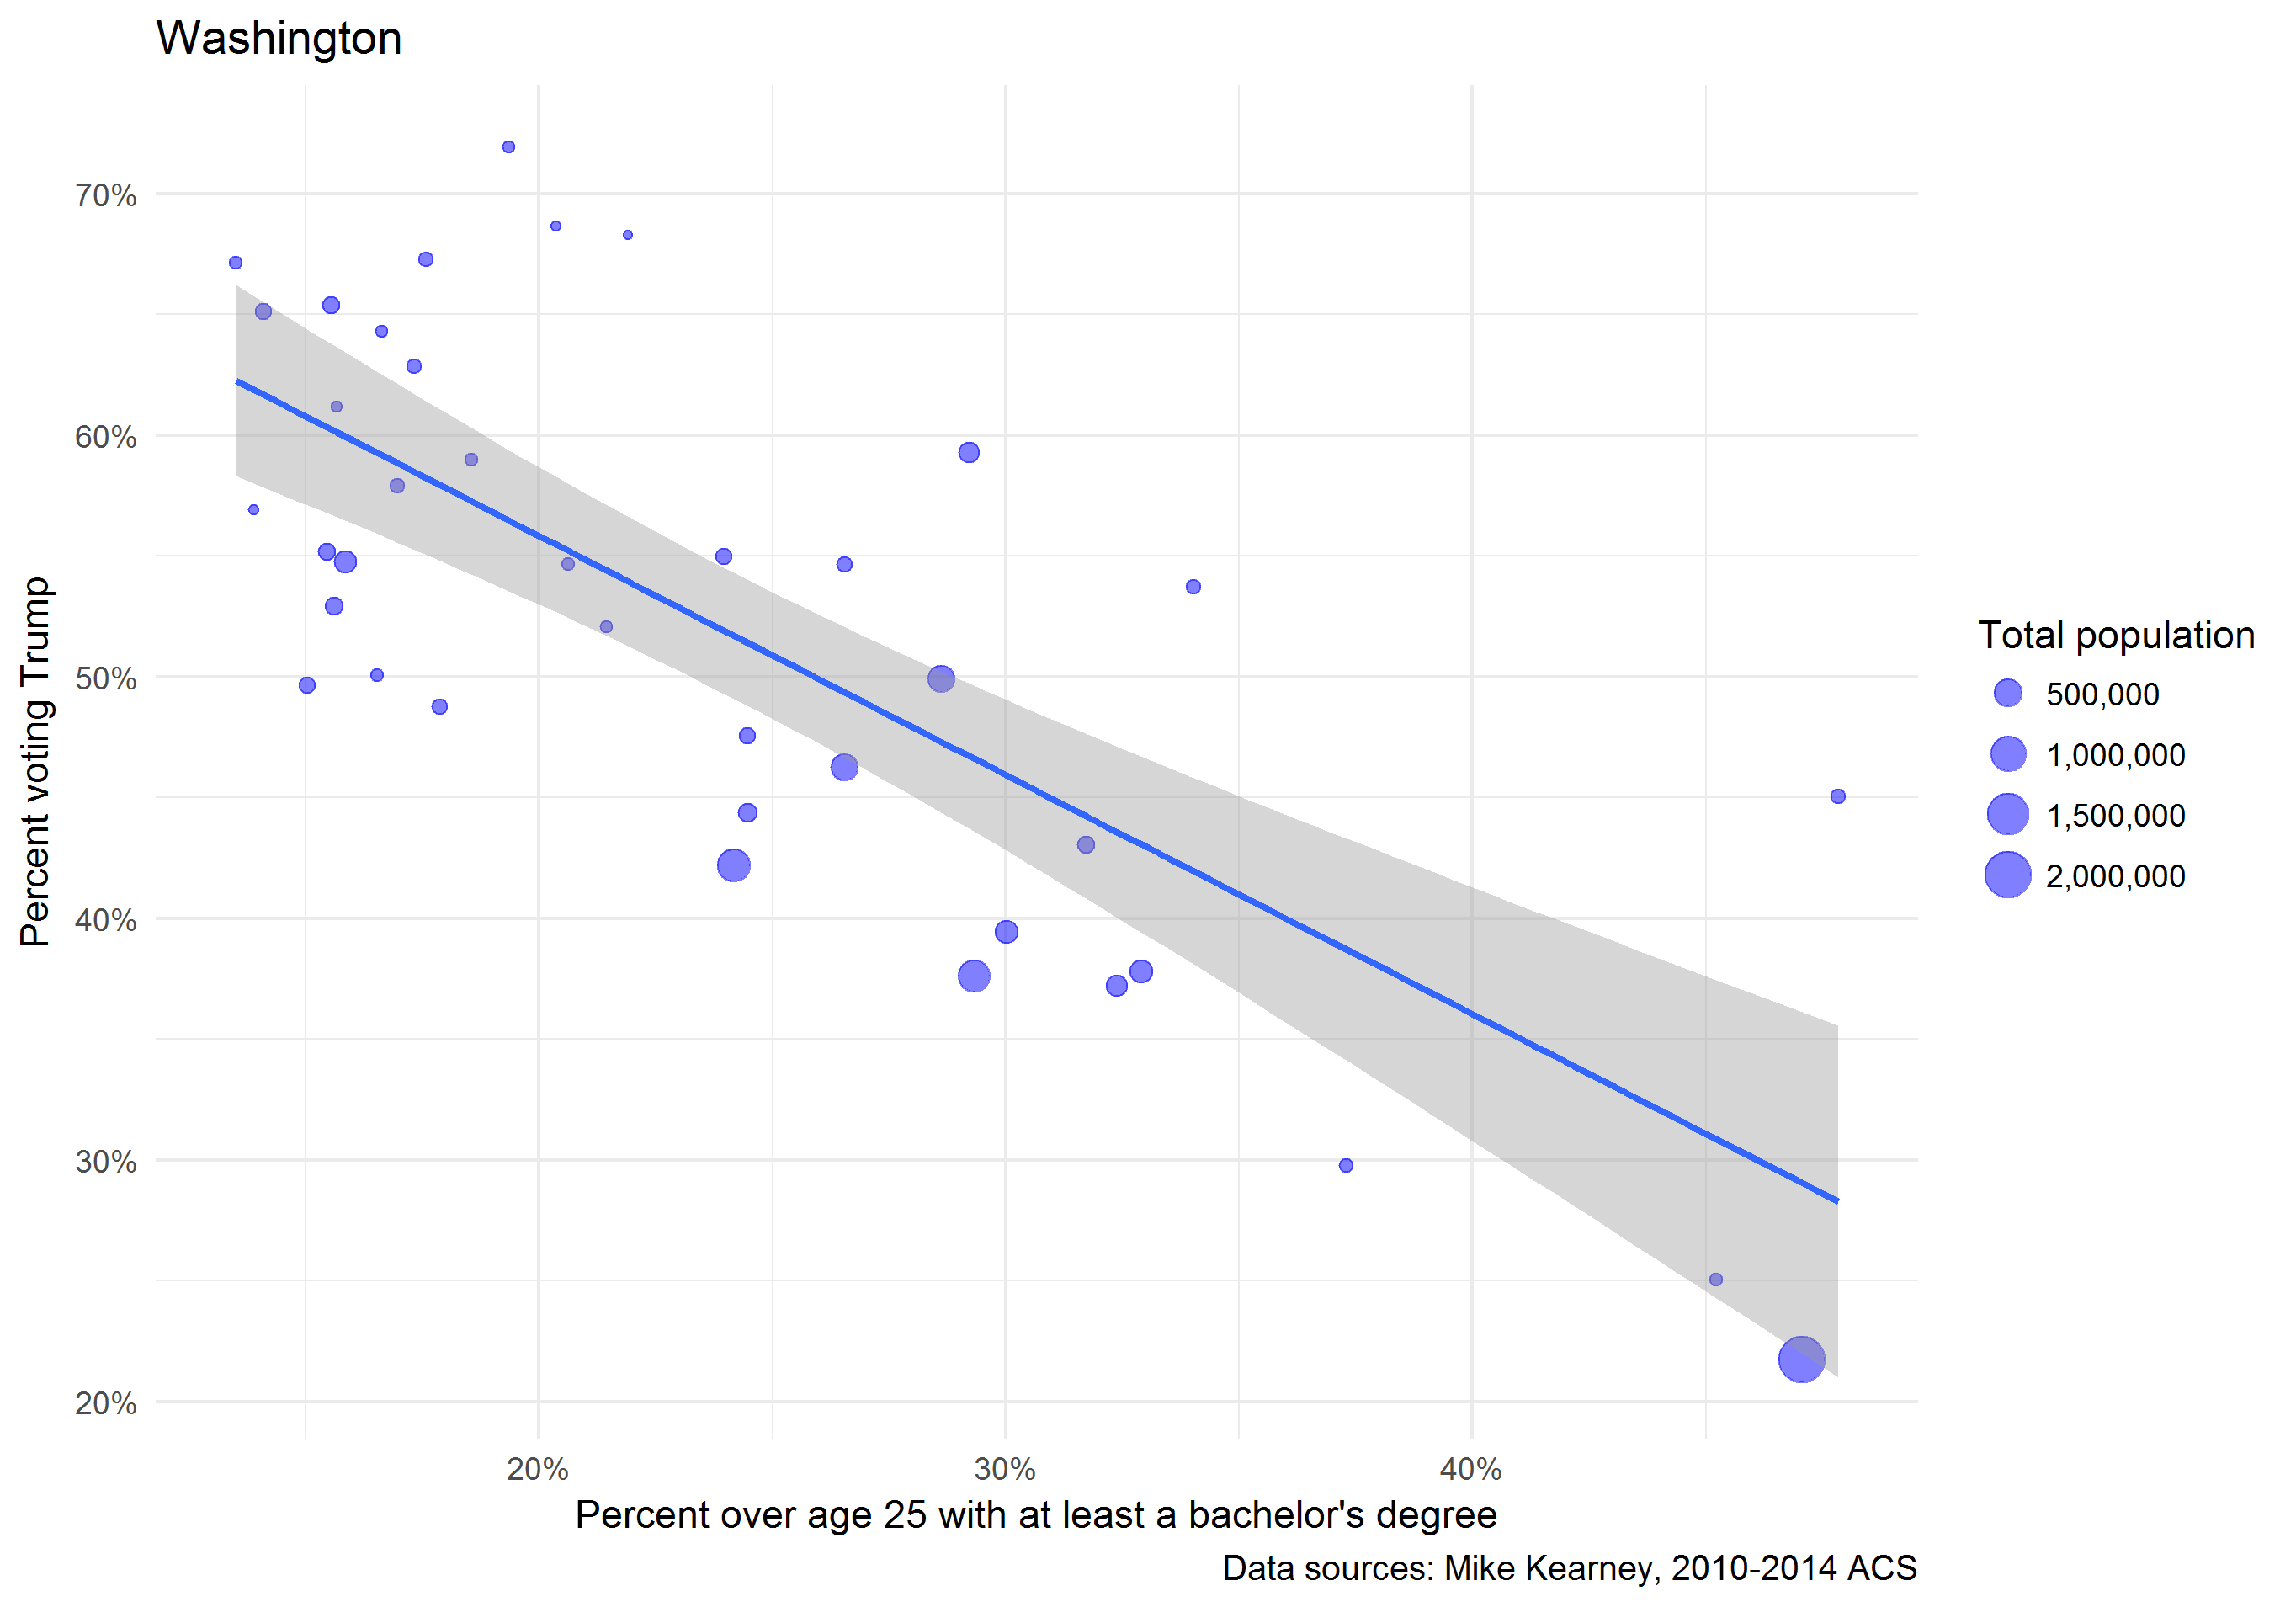 Washington
70%
60%
50%
40%
30%
20%
Percent voting Trump
20%
30%
40%
Percent over age 25 with at least a bachelor's degree
Total population
500,000
1,000,000
1,500,000
2,000,000
Data sources: Mike Kearney, 2010-2014 ACS